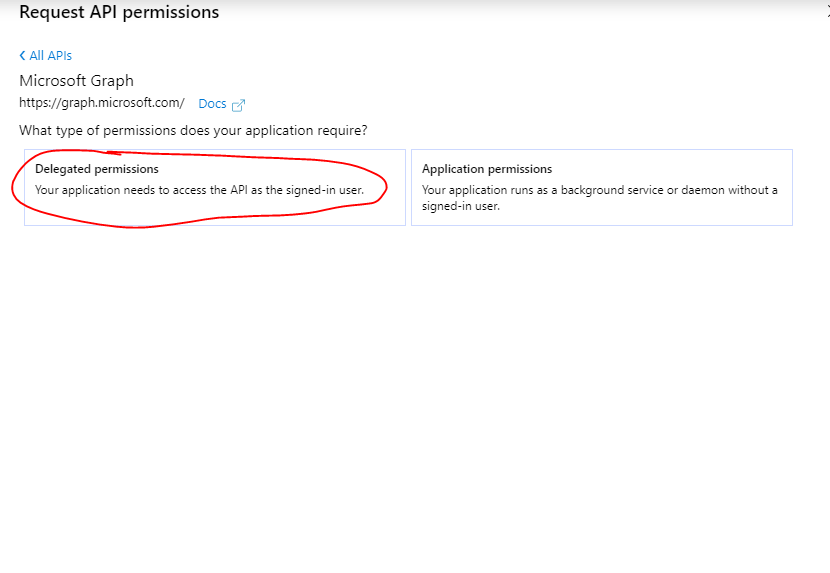 Request API permissions
All APIs
Microsoft Graph
https://graph.microsoft.com/ Docs
What type of permissions does your application require?
Delegated permissions
Your application needs to access the API as the signed-in user.
Application permissions
Your application runs as a background service or daemon without a
signed-in user.